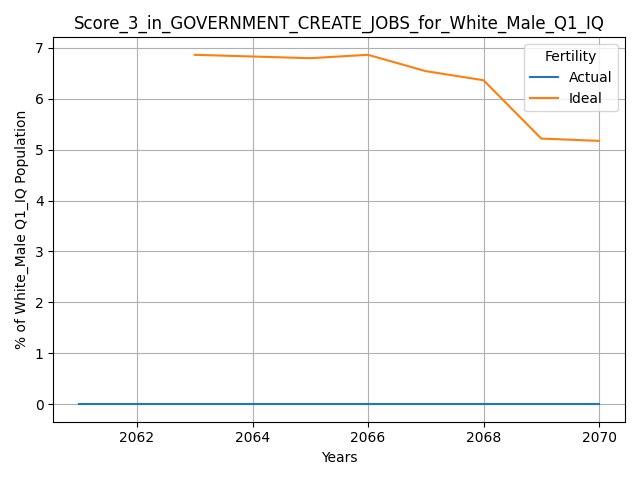 Score_3_in_GOVERNMENT_CREATE_JOBS_for_White_Male_Q1_IQ
7
6
5
4
3
2
1
0
% of White_Male Q1_IQ Population
Fertility
Actual
Ideal
2062 2064 2066 2068 2070
Years